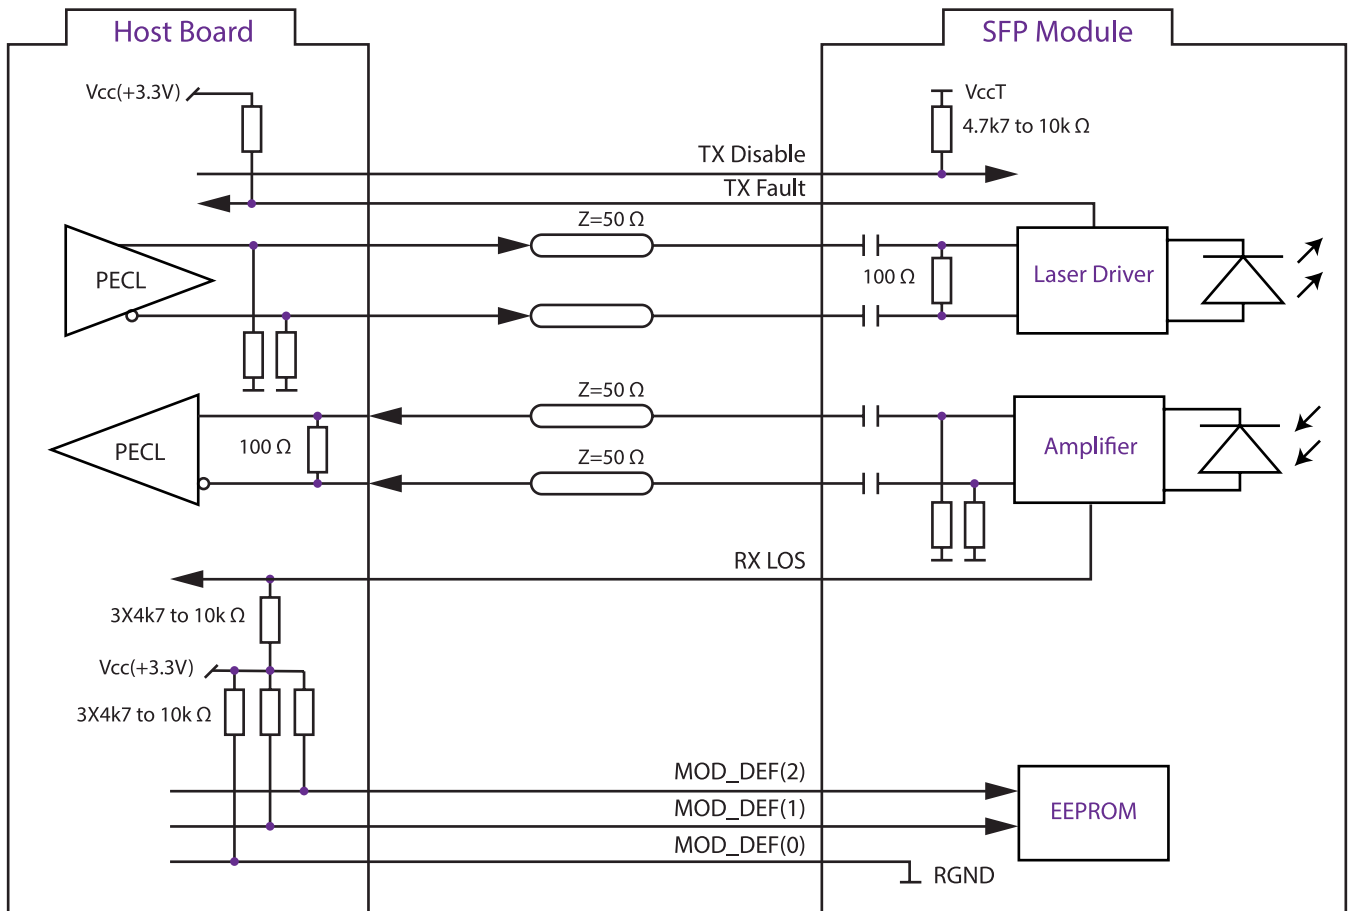 Host Board
SFP Module
Vcc(+3.3V)
VccT
4.7k7 to 10k Ω
TX Disable
TX Fault
Z=50 Ω
PECL
100 Ω
Laser Driver
Z=50 Ω
PECL
100 Ω
Z=50 Ω
Amplifier
RX LOS
3X4k7 to 10k Ω
Vcc(+3.3V)
3X4k7 to 10k Ω
MOD_DEF(2)
MOD_DEF(1)
EEPROM
MOD_DEF(0)
RGND